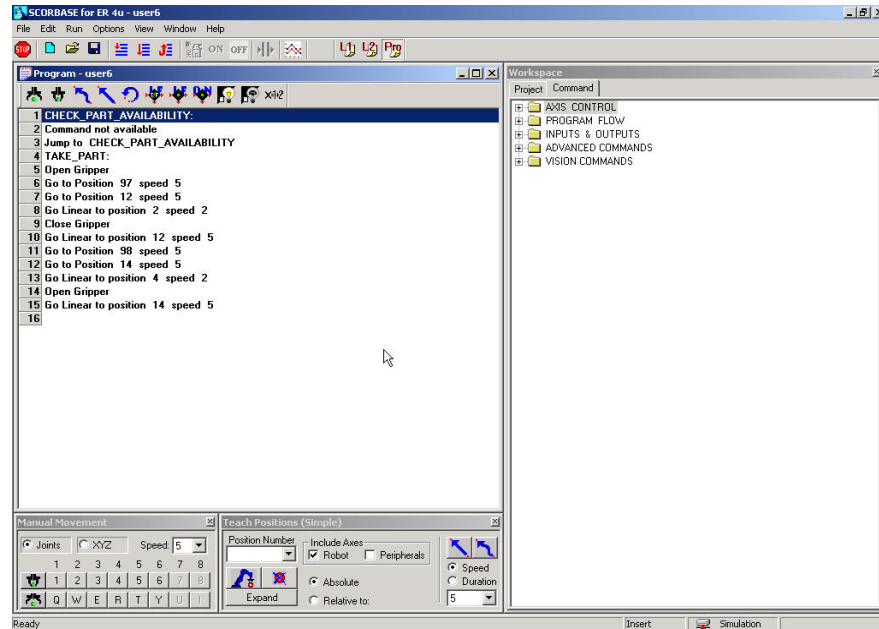 SCORBASE for ER 4u - user6
File Edit Run Options View Window Help
STOP ON OFF L1 L2 Prg
Program - user6
1 CHECK_PART_AVAILABILITY:
2 Command not available
3 Jump to CHECK_PART_AVAILABILITY
4 TAKE_PART:
5 Open Gripper
6 Go to Position 97 speed 5
7 Go to Position 12 speed 5
8 Go Linear to position 2 speed 2
9 Close Gripper
10 Go Linear to position 12 speed 5
11 Go to Position 98 speed 5
12 Go to Position 14 speed 5
13 Go Linear to position 4 speed 2
14 Open Gripper
15 Go Linear to position 14 speed 5
16
Workspace
Project Command
AXIS CONTROL
PROGRAM FLOW
INPUTS & OUTPUTS
ADVANCED COMMANDS
VISION COMMANDS
Manual Movement
Joints XYZ Speed: 5
1 2 3 4 5 6 7 8
1 2 3 4 5 6 7 8
Q W E R T Y U I
Teach Positions (Simple)
Position Number
Include Axes
Robot Peripherals
Absolute
Relative to:
Expand
Speed
Duration
5
Ready Insert Simulation